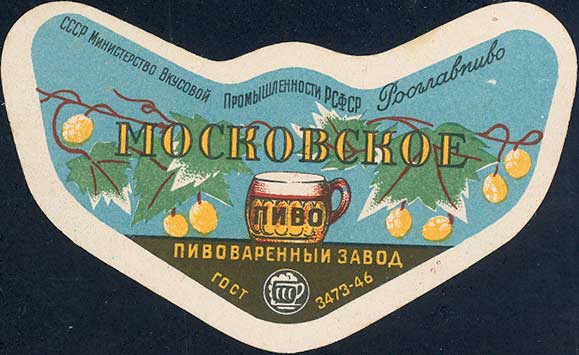 СССР Министерство Вкусовой Промышленности РСФСР Росглавпиво
МОСКОВСКОЕ
ПИВО
ПИВОВАРЕННЫЙ ЗАВОД
ГОСТ 3473-46